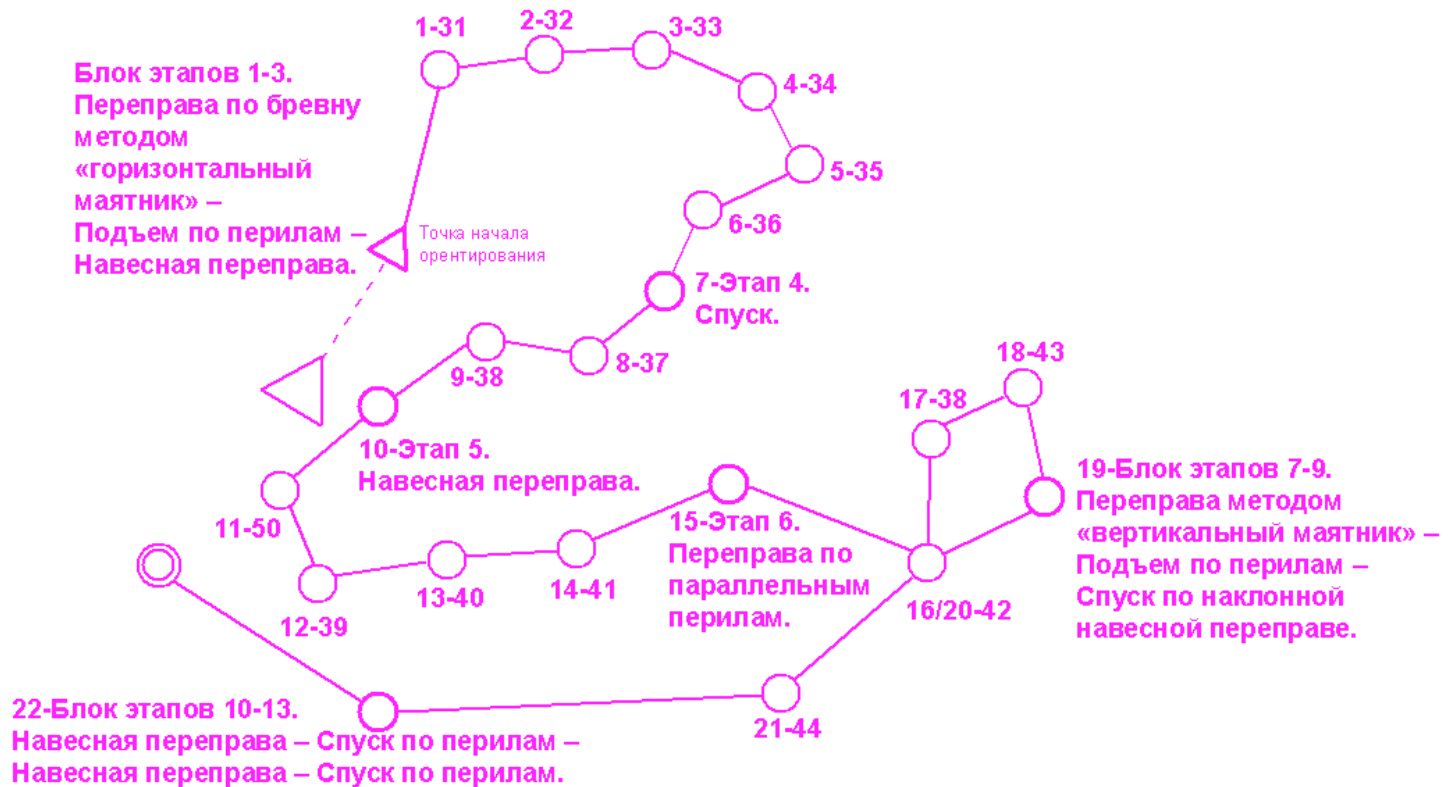 1-31
2-32
3-33
Блок этапов 1-3.
Переправа по бревну
методом
«горизонтальный
маятник» –
Подъем по перилам –
Навесная переправа.
4-34
5-35
6-36
Точка начала
орентирования
7-Этап 4.
Спуск.
8-37
9-38
10-Этап 5.
Навесная переправа.
11-50
12-39
13-40
14-41
15-Этап 6.
Переправа по
параллельным
перилам.
16/20-42
17-38
18-43
19-Блок этапов 7-9.
Переправа методом
«вертикальный маятник» –
Подъем по перилам –
Спуск по наклонной
навесной переправе.
21-44
22-Блок этапов 10-13.
Навесная переправа – Спуск по перилам –
Навесная переправа – Спуск по перилам.